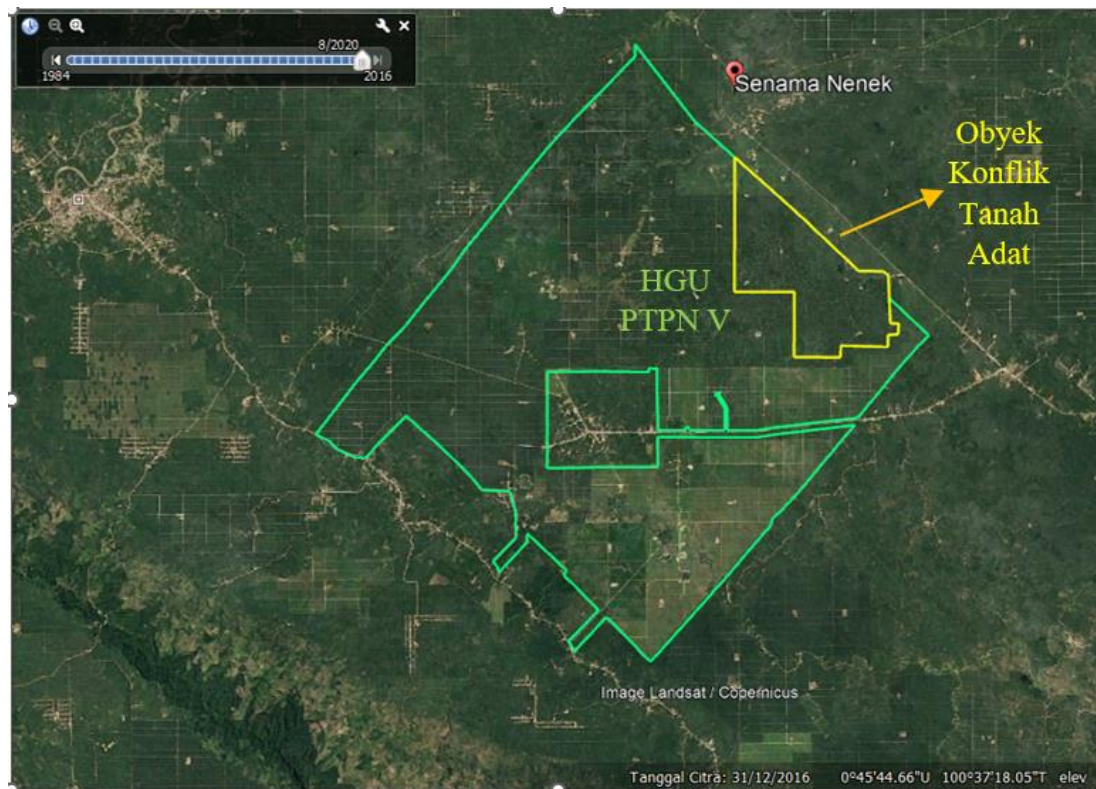 8/2020
1984
2016
Senama Nenek
Obyek
Konflik
Tanah
Adat
HGU
PTPN V
Image Landsat / Copernicus
Tanggal Citra: 31/12/2016 0°45'44.66"U 100°37'18.05"T elev